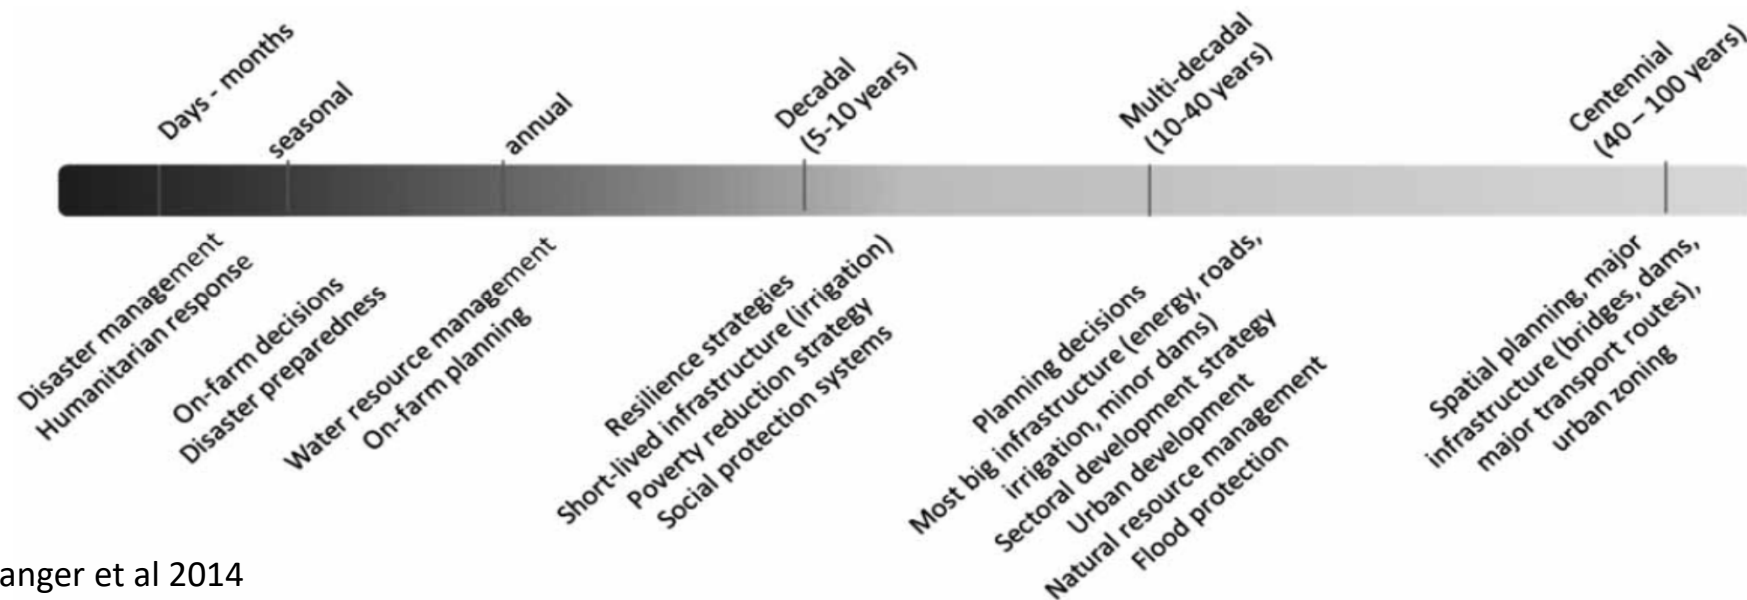 Days - months
seasonal
annual
Decadal
(5-10 years)
Multi-decadal
(10-40 years)
Centennial
(40 – 100 years)
Disaster management
Humanitarian response
On-farm decisions
Disaster preparedness
Water resource management
On-farm planning
Resilience strategies
Short-lived infrastructure (irrigation)
Poverty reduction strategy
Social protection systems
Planning decisions
Most big infrastructure (energy, roads,
irrigation, minor dams)
Sectoral development strategy
Urban development
Natural resource management
Flood protection
Spatial planning, major
infrastructure (bridges, dams,
major transport routes),
urban zoning
anger et al 2014